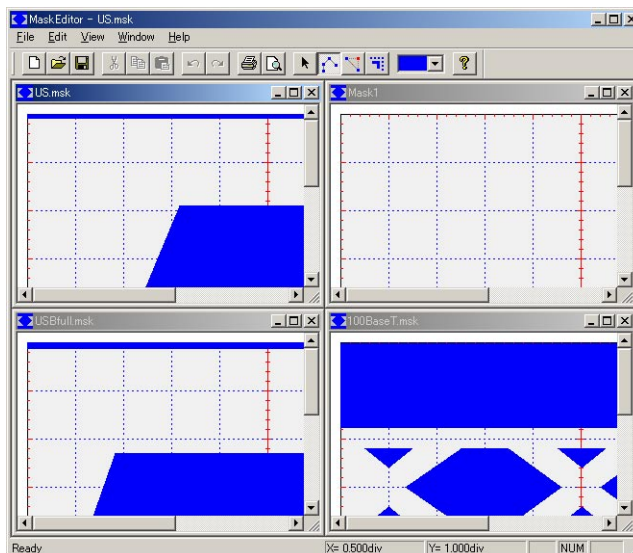 MaskEditor - US.msk
File Edit View Window Help
US.msk
Mask1
USBfull.msk
100BaseT.msk
Ready X= 0.500div Y= 1.000div NUM